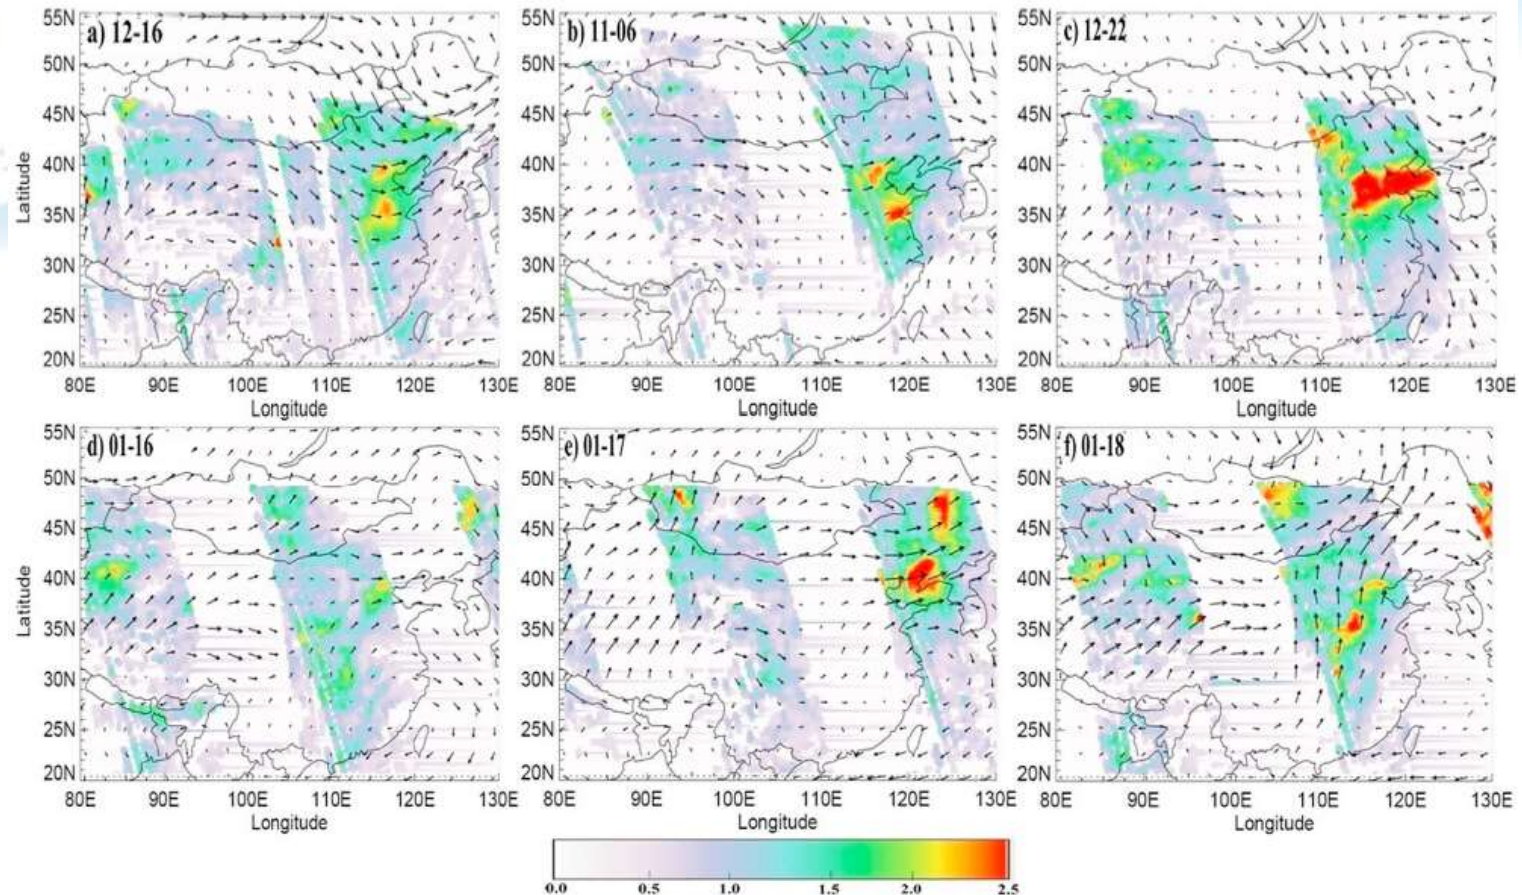 a) 12-16
b) 11-06
c) 12-22
55N 55N 55N
50N 50N 50N
45N 45N 45N
40N 40N 40N
35N 35N 35N
30N 30N 30N
25N 25N 25N
20N 20N 20N
Latitude
80E 90E 100E 110E 120E 130E
80E 90E 100E 110E 120E 130E
80E 90E 100E 110E 120E 130E
Longitude Longitude Longitude
d) 01-16
e) 01-17
f) 01-18
55N 55N 55N
50N 50N 50N
45N 45N 45N
40N 40N 40N
35N 35N 35N
30N 30N 30N
25N 25N 25N
20N 20N 20N
Latitude
80E 90E 100E 110E 120E 130E
80E 90E 100E 110E 120E 130E
80E 90E 100E 110E 120E 130E
Longitude Longitude Longitude
0.0 0.5 1.0 1.5 2.0 2.5